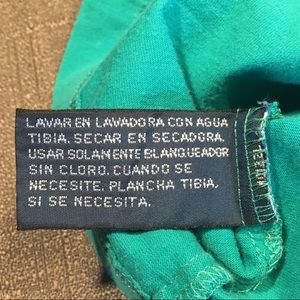 LAVAR EN LAVADORA CON AGUA
TIBIA. SECAR EN SECADORA.
USAR SOLAMENTE BLANQUEADOR
SIN CLORO. CUANDO SE
NECESITE. PLANCHA TIBIA,
SI SE NECESITA.